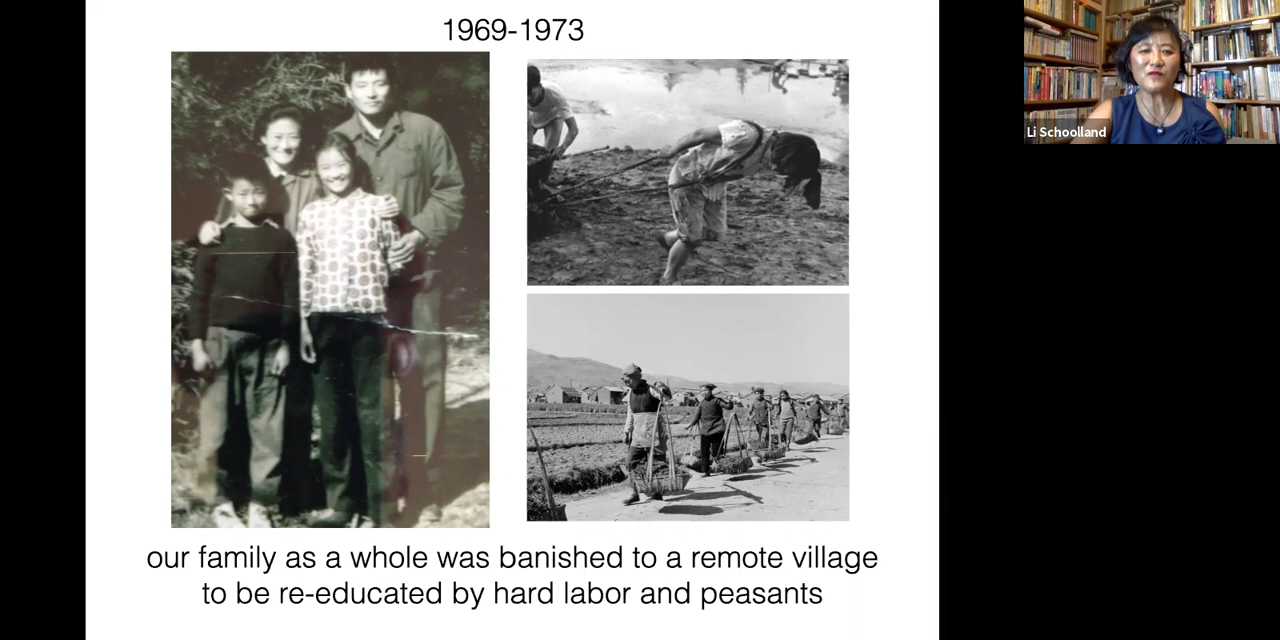 1969-1973
Li Schoolland
our family as a whole was banished to a remote village
to be re-educated by hard labor and peasants